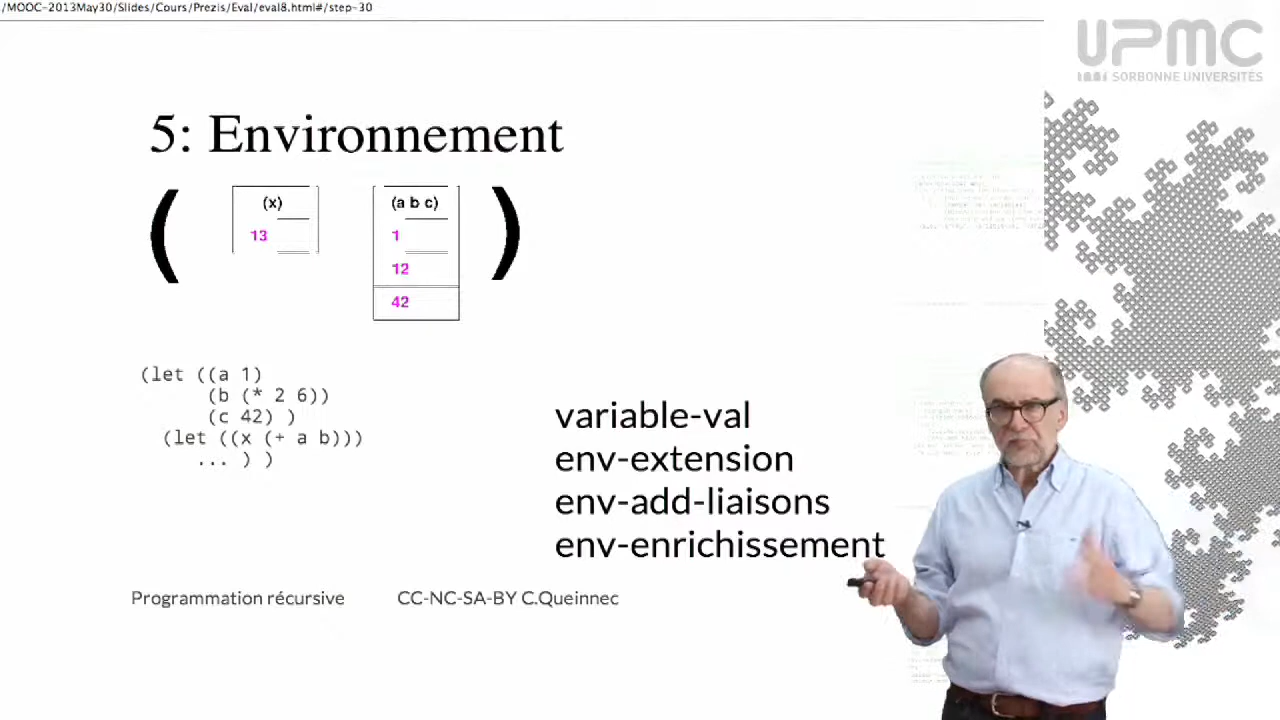 /MOOC-2013May30/Slides/Cours/Prezis/Eval/eval8.html#/step-30
UPMC
SORBONNE UNIVERSITÉS
5: Environnement
( (x) (a b c) )
13 1
12
42
(let ((a 1)
(b (* 2 6))
(c 42) )
(let ((x (+ a b)))
... ) )
variable-val
env-extension
env-add-liaisons
env-enrichissement
Programmation récursive CC-NC-SA-BY C.Queinnec